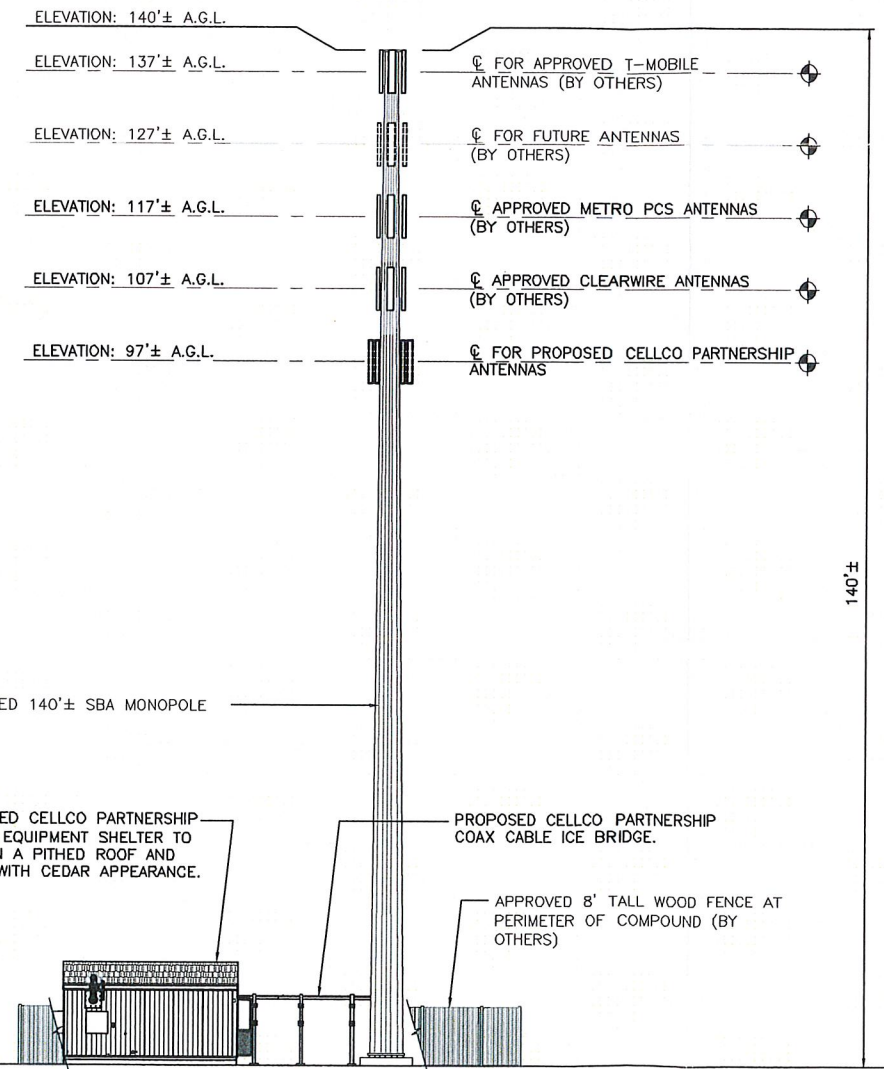 ELEVATION: 140'± A.G.L.
ELEVATION: 137'± A.G.L.
℄ FOR APPROVED T-MOBILE
ANTENNAS (BY OTHERS)
ELEVATION: 127'± A.G.L.
℄ FOR FUTURE ANTENNAS
(BY OTHERS)
ELEVATION: 117'± A.G.L.
℄ APPROVED METRO PCS ANTENNAS
(BY OTHERS)
ELEVATION: 107'± A.G.L.
℄ APPROVED CLEARWIRE ANTENNAS
(BY OTHERS)
ELEVATION: 97'± A.G.L.
℄ FOR PROPOSED CELLCO PARTNERSHIP
ANTENNAS
140'±
ED 140'± SBA MONOPOLE
ED CELLCO PARTNERSHIP
EQUIPMENT SHELTER TO
A PITHED ROOF AND
WITH CEDAR APPEARANCE.
PROPOSED CELLCO PARTNERSHIP
COAX CABLE ICE BRIDGE.
APPROVED 8' TALL WOOD FENCE AT
PERIMETER OF COMPOUND (BY
OTHERS)